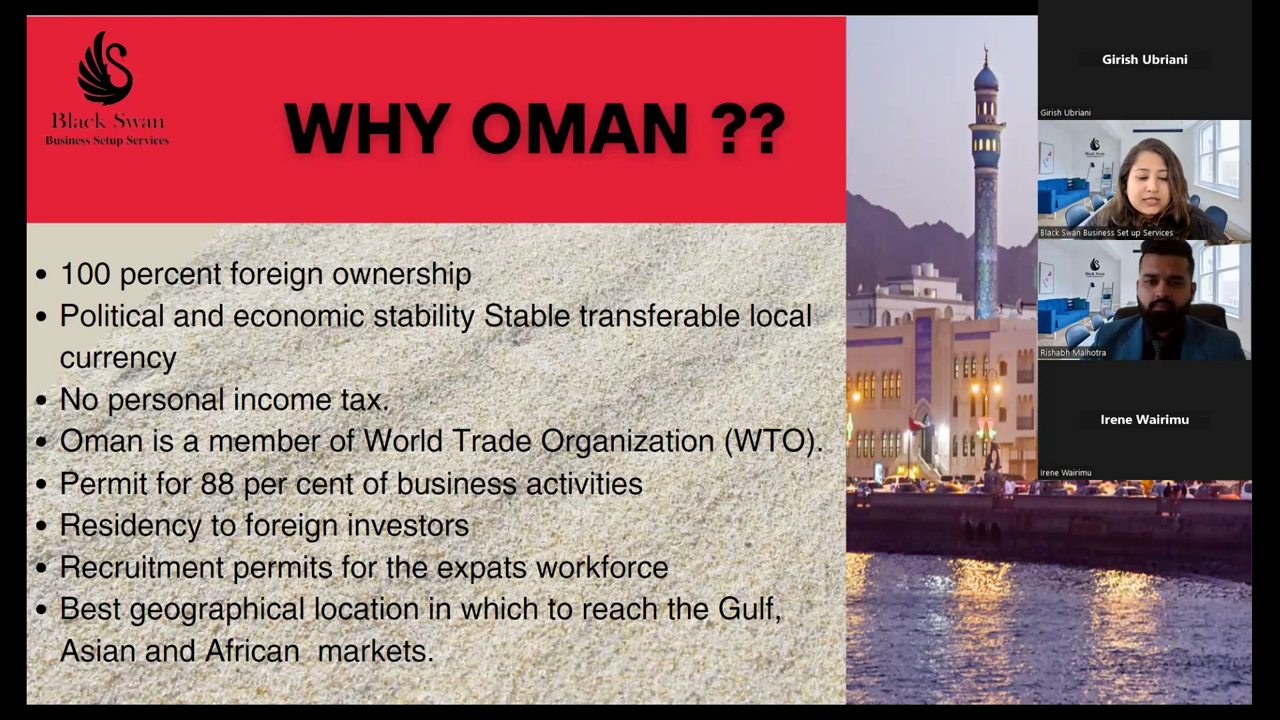 Black Swan
Business Setup Services
WHY OMAN ??
• 100 percent foreign ownership
• Political and economic stability Stable transferable local
currency
• No personal income tax.
• Oman is a member of World Trade Organization (WTO).
• Permit for 88 per cent of business activities
• Residency to foreign investors
• Recruitment permits for the expats workforce
• Best geographical location in which to reach the Gulf,
Asian and African  markets.
Girish Ubriani
Girish Ubriani
Black Swan
Black Swan Business Set up Services
Black Swan
Rishabh Malhotra
Irene Wairimu
Irene Wairimu